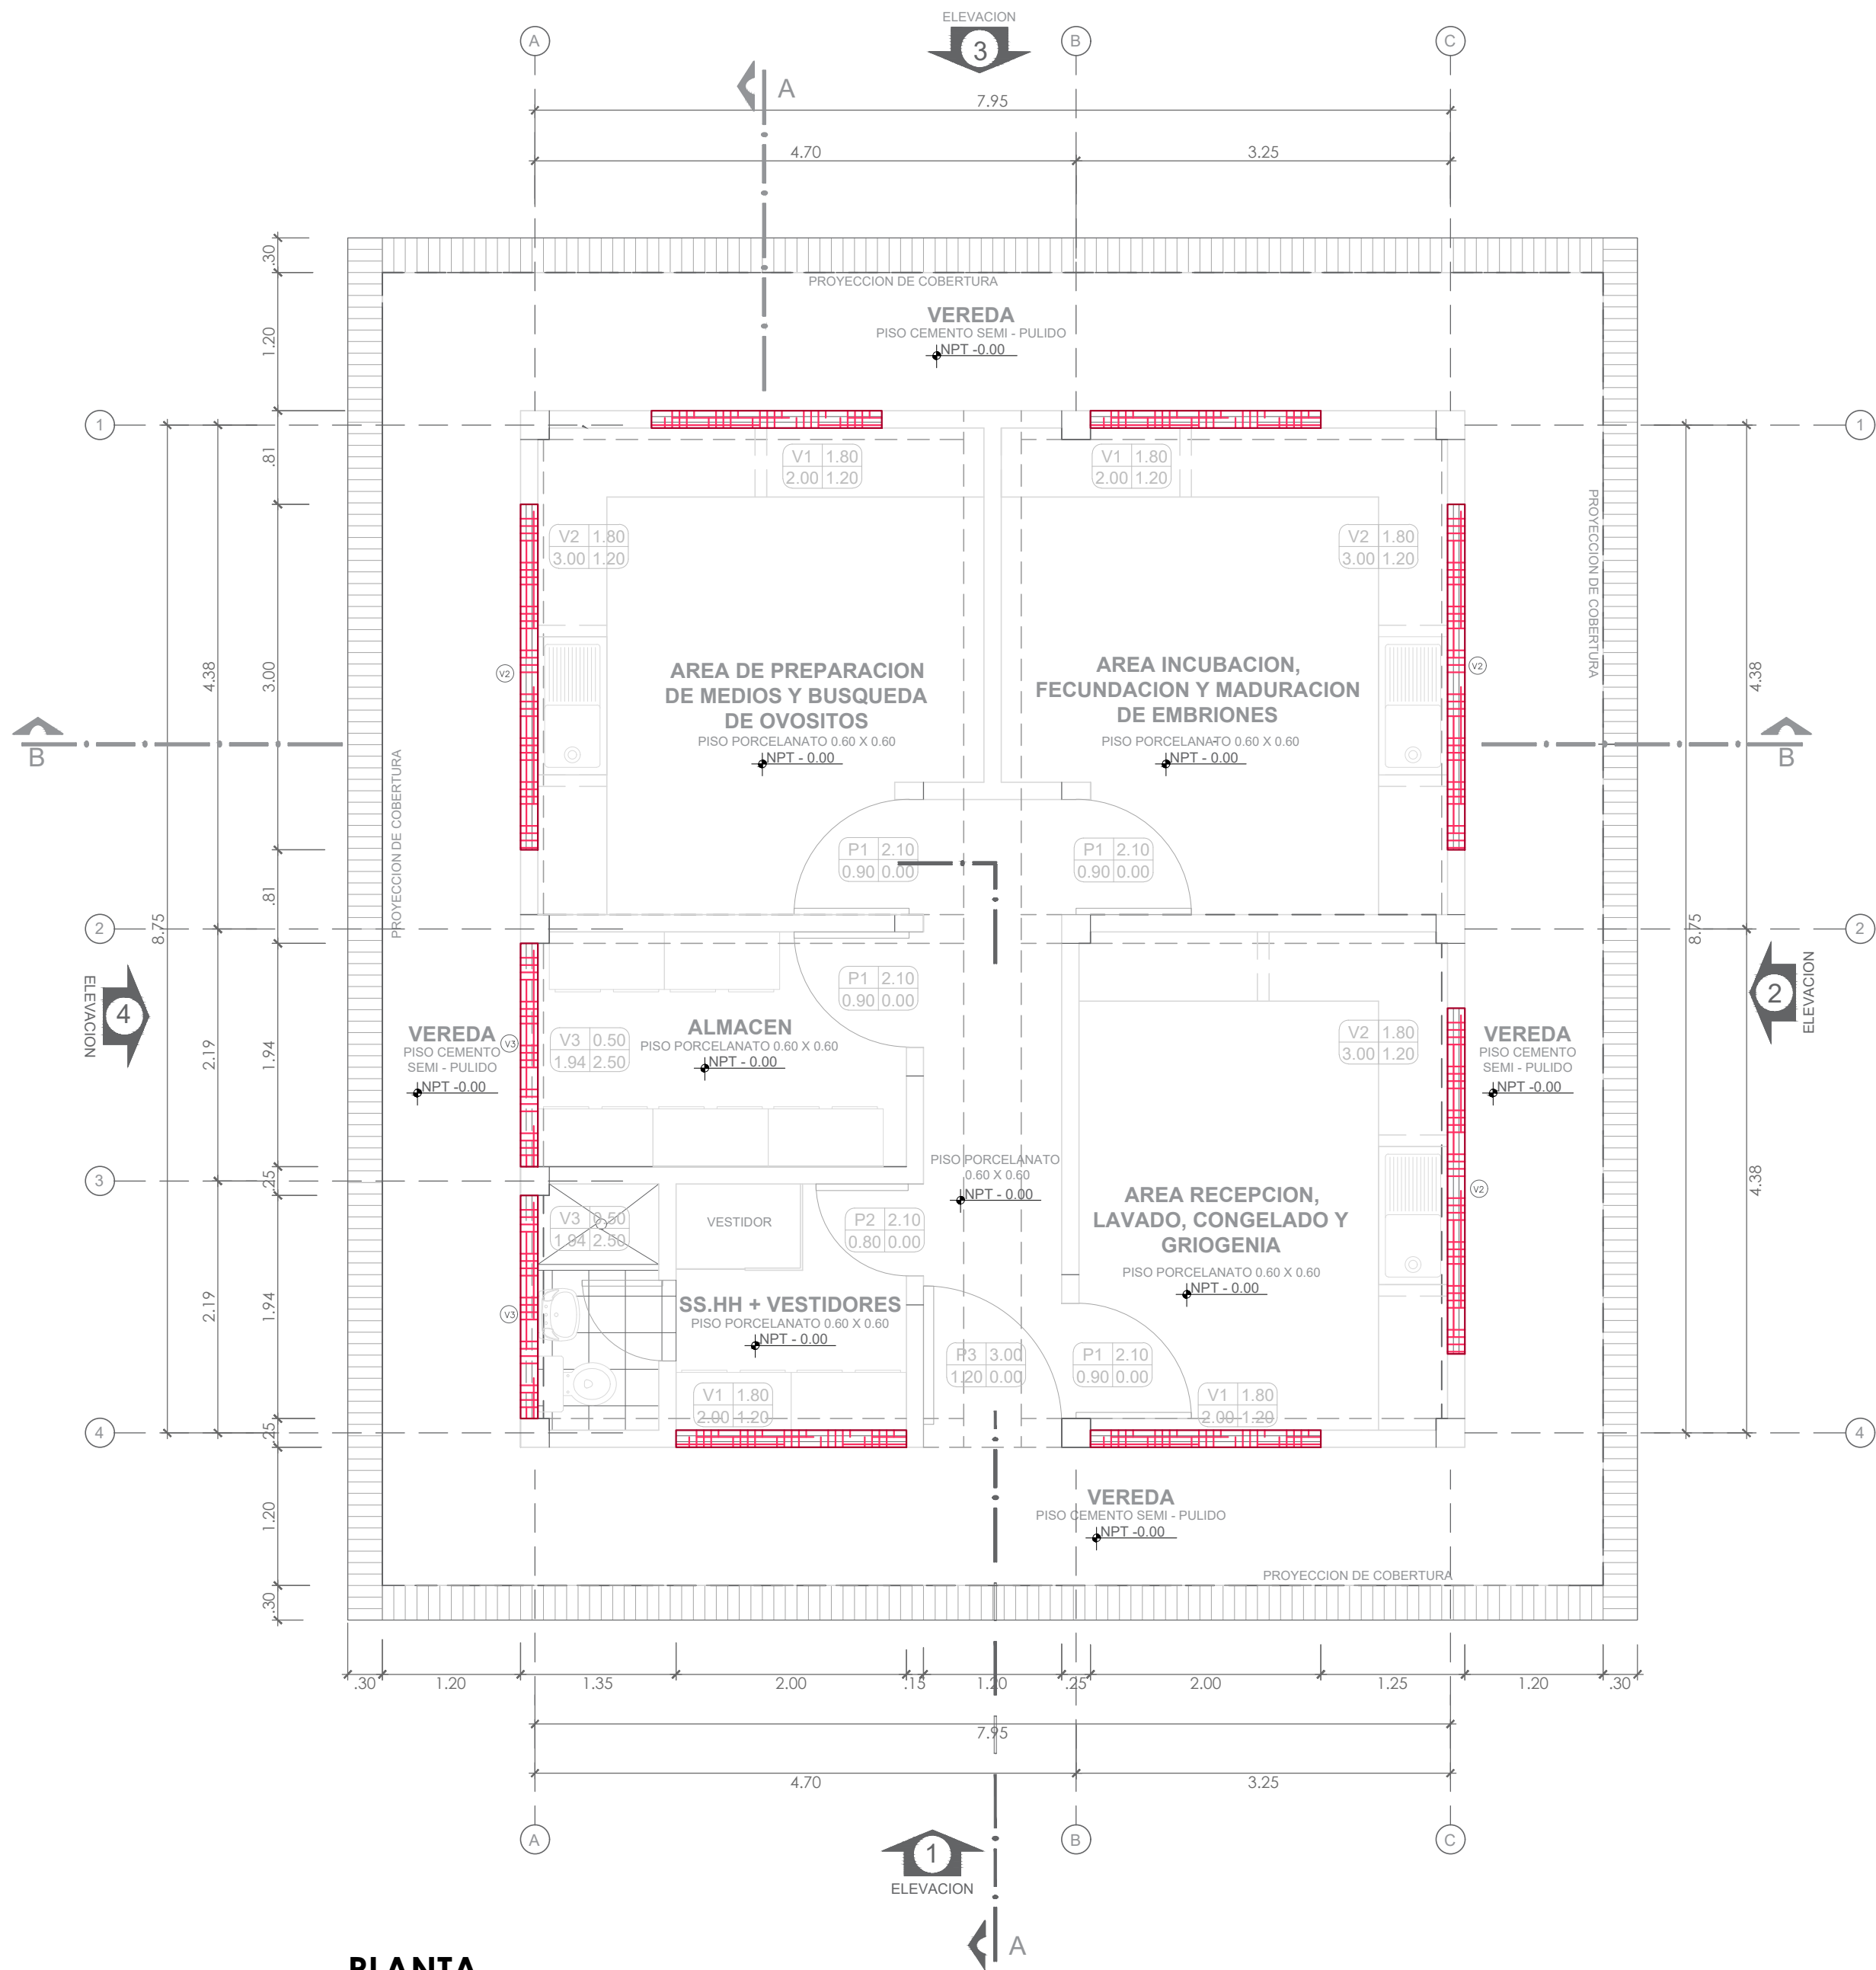 ELEVACION
3
A
B
C
A
7.95
4.70
3.25
.30
PROYECCION DE COBERTURA
VEREDA
PISO CEMENTO SEMI - PULIDO
NPT -0.00
1.20
1
1
.81
V1 1.80
2.00 1.20
V1 1.80
2.00 1.20
V2 1.80
3.00 1.20
V2 1.80
3.00 1.20
PROYECCION DE COBERTURA
4.38
3.00
V2
V2
4.38
AREA DE PREPARACION
DE MEDIOS Y BUSQUEDA
DE OVOSITOS
PISO PORCELANATO 0.60 X 0.60
NPT - 0.00
AREA INCUBACION,
FECUNDACION Y MADURACION
DE EMBRIONES
PISO PORCELANATO 0.60 X 0.60
NPT - 0.00
B
B
PROYECCION DE COBERTURA
P1 2.10
0.90 0.00
P1 2.10
0.90 0.00
.81
8.75
8.75
2
2
ELEVACION
4
2
ELEVACION
P1 2.10
0.90 0.00
VEREDA
PISO CEMENTO
SEMI - PULIDO
NPT -0.00
V3
V3 0.50
1.94 2.50
ALMACEN
PISO PORCELANATO 0.60 X 0.60
NPT - 0.00
V2 1.80
3.00 1.20
VEREDA
PISO CEMENTO
SEMI - PULIDO
NPT -0.00
2.19
1.94
3
.25
PISO PORCELANATO
0.60 X 0.60
NPT - 0.00
4.38
V2
AREA RECEPCION,
LAVADO, CONGELADO Y
GRIOGENIA
PISO PORCELANATO 0.60 X 0.60
NPT - 0.00
V3 0.50
1.94 2.50
VESTIDOR
P2 2.10
0.80 0.00
2.19
1.94
V3
SS.HH + VESTIDORES
PISO PORCELANATO 0.60 X 0.60
NPT - 0.00
P3 3.00
1.20 0.00
P1 2.10
0.90 0.00
V1 1.80
2.00 1.20
V1 1.80
2.00 1.20
4
.25
4
1.20
VEREDA
PISO CEMENTO SEMI - PULIDO
NPT -0.00
PROYECCION DE COBERTURA
.30
.30 1.20 1.35 2.00 .15 1.20 .25 2.00 1.25 1.20 .30
7.95
4.70
3.25
A
B
C
1
ELEVACION
A
PLANTA